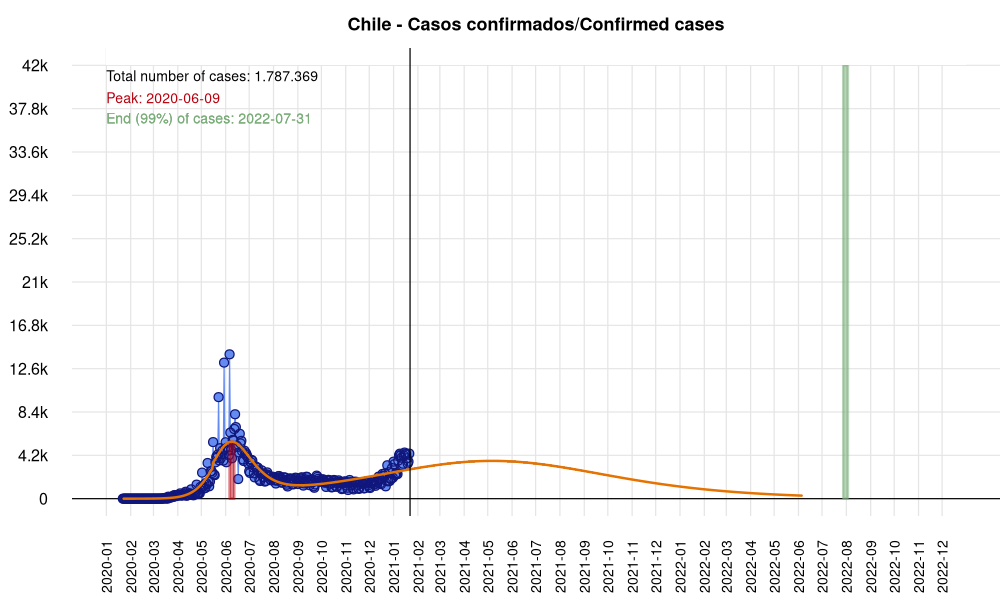 Chile - Casos confirmados/Confirmed cases
Total number of cases: 1.787.369
Peak: 2020-06-09
End (99%) of cases: 2022-07-31
42k
37.8k
33.6k
29.4k
25.2k
21k
16.8k
12.6k
8.4k
4.2k
0
2020-01
2020-02
2020-03
2020-04
2020-05
2020-06
2020-07
2020-08
2020-09
2020-10
2020-11
2020-12
2021-01
2021-02
2021-03
2021-04
2021-05
2021-06
2021-07
2021-08
2021-09
2021-10
2021-11
2021-12
2022-01
2022-02
2022-03
2022-04
2022-05
2022-06
2022-07
2022-08
2022-09
2022-10
2022-11
2022-12